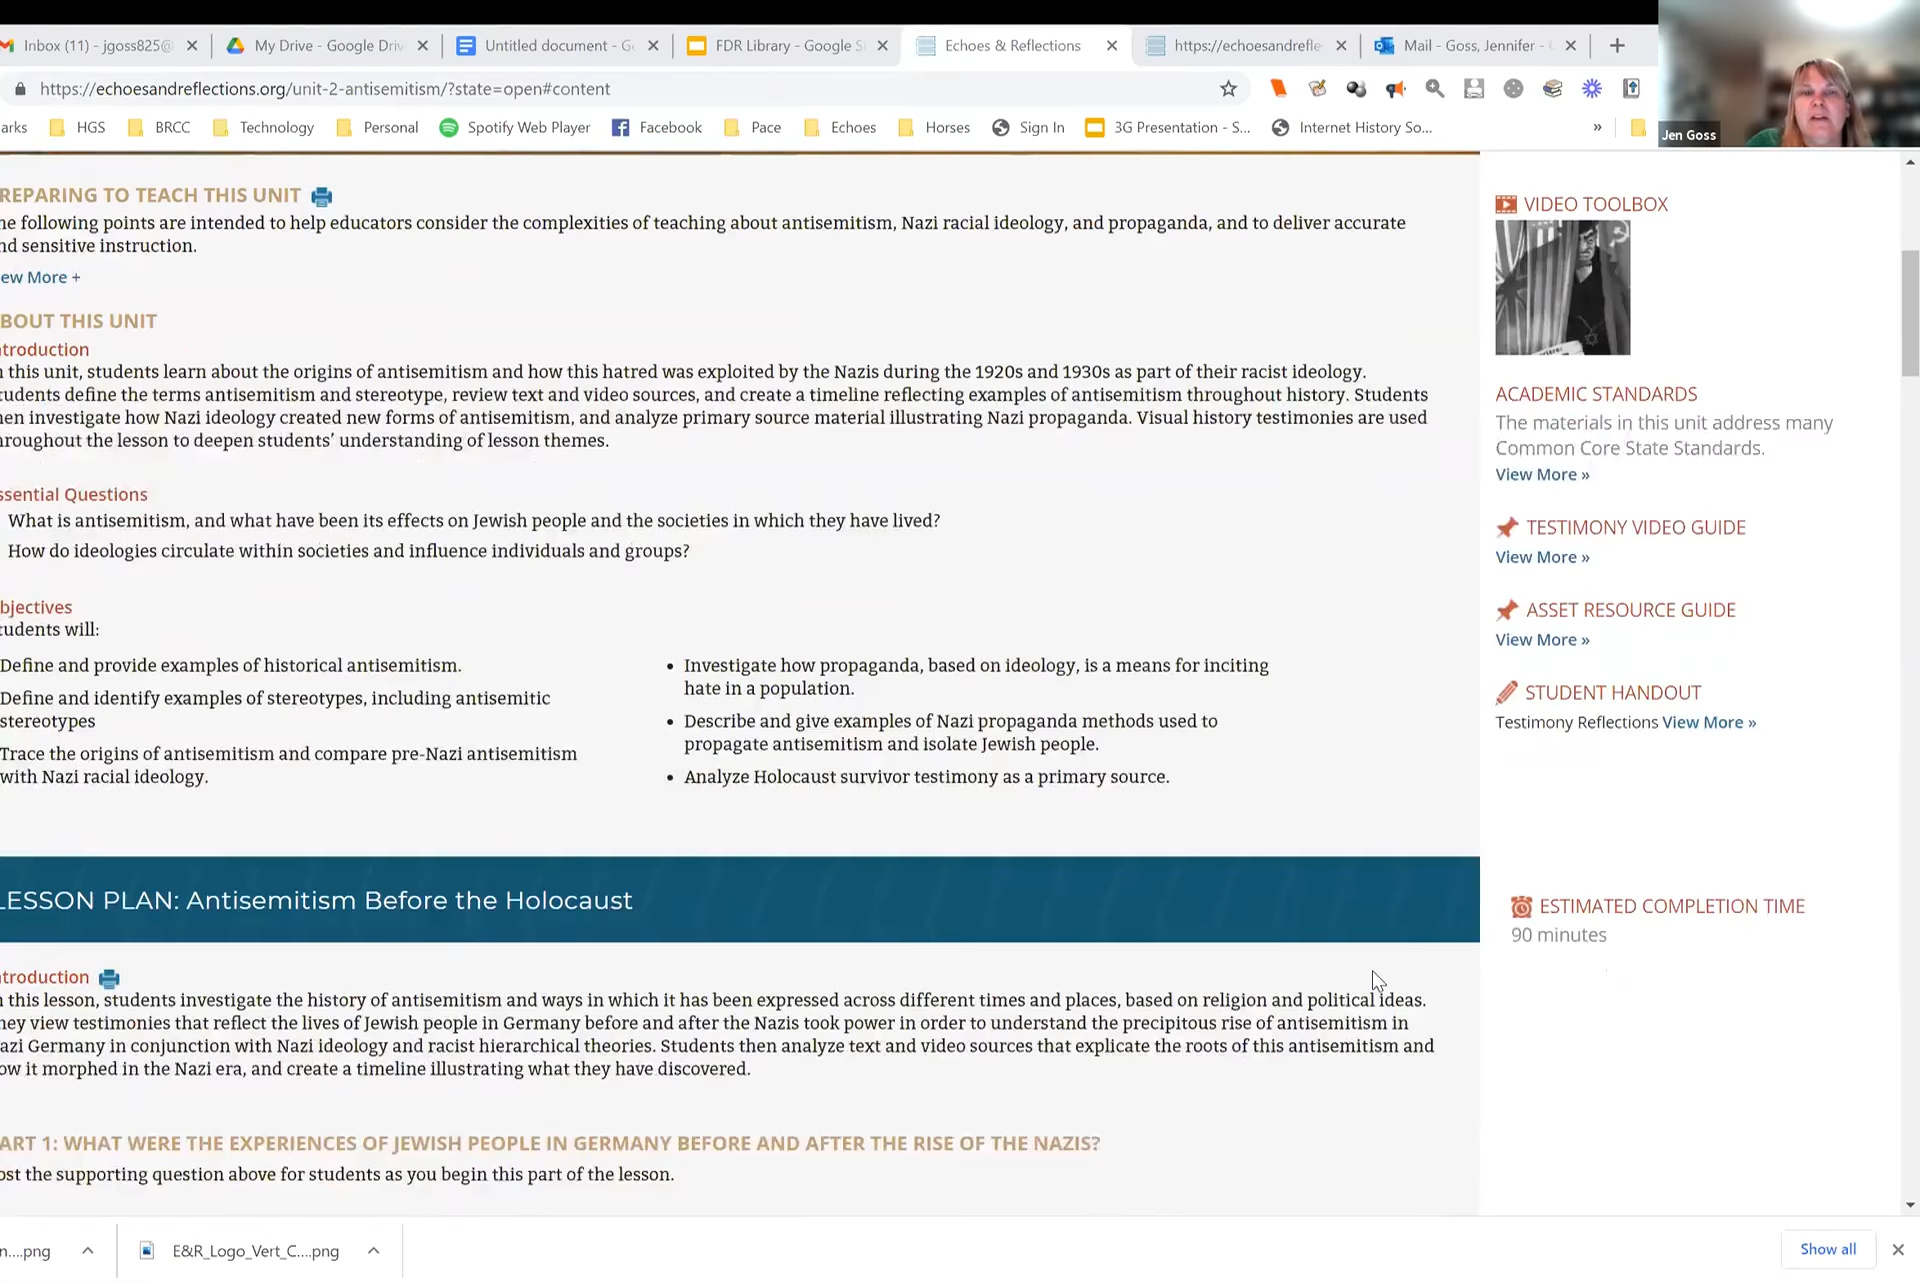 Inbox (11) - jgoss825@
My Drive - Google Driv
Untitled document - G
FDR Library - Google S
Echoes & Reflections
https://echoesandrefle
Mail - Goss, Jennifer -
https://echoesandreflections.org/unit-2-antisemitism/?state=open#content
arks
HGS
BRCC
Technology
Personal
Spotify Web Player
Facebook
Pace
Echoes
Horses
Sign In
3G Presentation - S...
Internet History So...
»
Jen Goss
REPARING TO TEACH THIS UNIT
he following points are intended to help educators consider the complexities of teaching about antisemitism, Nazi racial ideology, and propaganda, and to deliver accurate
nd sensitive instruction.
ew More +
BOUT THIS UNIT
troduction
n this unit, students learn about the origins of antisemitism and how this hatred was exploited by the Nazis during the 1920s and 1930s as part of their racist ideology.
tudents define the terms antisemitism and stereotype, review text and video sources, and create a timeline reflecting examples of antisemitism throughout history. Students
hen investigate how Nazi ideology created new forms of antisemitism, and analyze primary source material illustrating Nazi propaganda. Visual history testimonies are used
hroughout the lesson to deepen students' understanding of lesson themes.
ssential Questions
What is antisemitism, and what have been its effects on Jewish people and the societies in which they have lived?
How do ideologies circulate within societies and influence individuals and groups?
bjectives
tudents will:
Define and provide examples of historical antisemitism.
Define and identify examples of stereotypes, including antisemitic
stereotypes
Trace the origins of antisemitism and compare pre-Nazi antisemitism
with Nazi racial ideology.
• Investigate how propaganda, based on ideology, is a means for inciting
hate in a population.
• Describe and give examples of Nazi propaganda methods used to
propagate antisemitism and isolate Jewish people.
• Analyze Holocaust survivor testimony as a primary source.
LESSON PLAN: Antisemitism Before the Holocaust
troduction
n this lesson, students investigate the history of antisemitism and ways in which it has been expressed across different times and places, based on religion and political ideas.
hey view testimonies that reflect the lives of Jewish people in Germany before and after the Nazis took power in order to understand the precipitous rise of antisemitism in
azi Germany in conjunction with Nazi ideology and racist hierarchical theories. Students then analyze text and video sources that explicate the roots of this antisemitism and
ow it morphed in the Nazi era, and create a timeline illustrating what they have discovered.
ART 1: WHAT WERE THE EXPERIENCES OF JEWISH PEOPLE IN GERMANY BEFORE AND AFTER THE RISE OF THE NAZIS?
ost the supporting question above for students as you begin this part of the lesson.
VIDEO TOOLBOX
ACADEMIC STANDARDS
The materials in this unit address many
Common Core State Standards.
View More »
TESTIMONY VIDEO GUIDE
View More »
ASSET RESOURCE GUIDE
View More »
STUDENT HANDOUT
Testimony Reflections View More »
ESTIMATED COMPLETION TIME
90 minutes
n....png
E&R_Logo_Vert_C....png
Show all